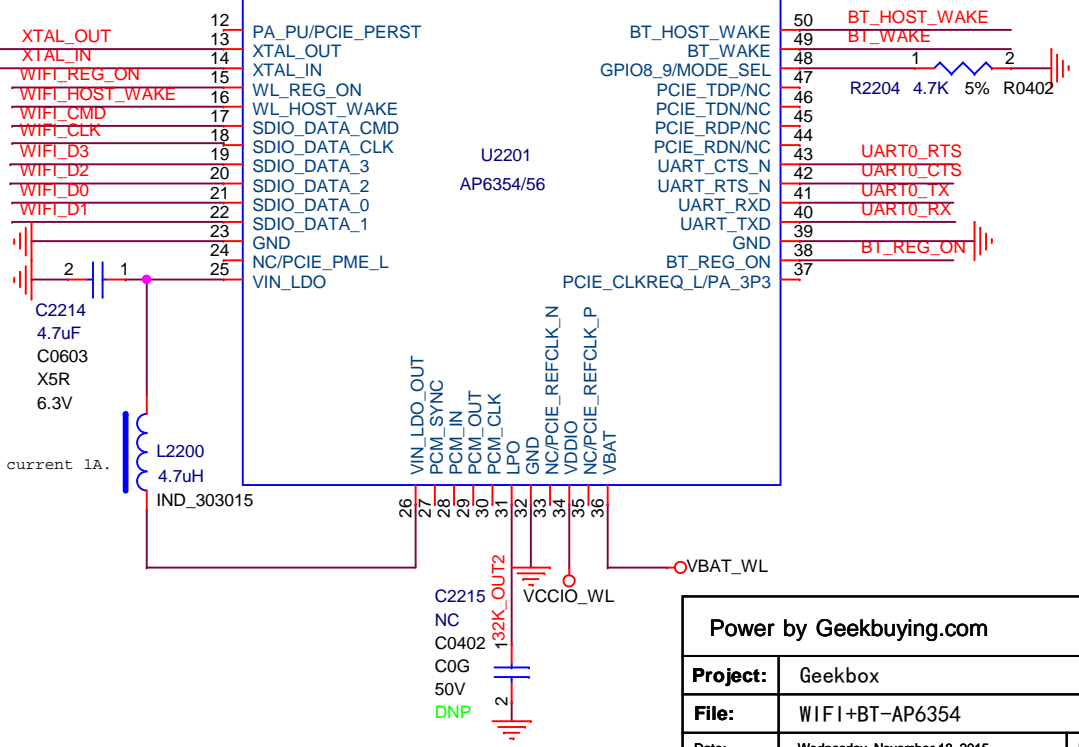 12 PA_PU/PCIE_PERST
XTAL_OUT 13 XTAL_OUT
XTAL_IN 14 XTAL_IN
WIFI_REG_ON 15 WL_REG_ON
WIFI_HOST_WAKE 16 WL_HOST_WAKE
WIFI_CMD 17 SDIO_DATA_CMD
WIFI_CLK 18 SDIO_DATA_CLK
WIFI_D3 19 SDIO_DATA_3
WIFI_D2 20 SDIO_DATA_2
WIFI_D0 21 SDIO_DATA_0
WIFI_D1 22 SDIO_DATA_1
23 GND
24 NC/PCIE_PME_L
2 1 25 VIN_LDO
U2201
AP6354/56
BT_HOST_WAKE 50 BT_HOST_WAKE
BT_WAKE 49 BT_WAKE
GPIO8_9/MODE_SEL 48 1 2
R2204 4.7K 5% R0402
PCIE_TDP/NC 47
PCIE_TDN/NC 46
PCIE_RDP/NC 45
PCIE_RDN/NC 44
UART_CTS_N 43 UART0_RTS
UART_RTS_N 42 UART0_CTS
UART_RXD 41 UART0_TX
UART_TXD 40 UART0_RX
GND 39
BT_REG_ON 38 BT_REG_ON
PCIE_CLKREQ_L/PA_3P3 37
C2214
4.7uF
C0603
X5R
6.3V
current 1A.
L2200
4.7uH
IND_303015
VIN_LDO_OUT 26
PCM_SYNC 27
PCM_IN 28
PCM_OUT 29
PCM_CLK 30
LPO 31
GND 32
NC/PCIE_REFCLK_N 33
VDDIO 34
NC/PCIE_REFCLK_P 35
VBAT 36
VBAT_WL
VCCIO_WL
32K_OUT2
C2215
NC
C0402
C0G
50V
DNP
1
2
Power by Geekbuying.com
Project: Geekbox
File: WIFI+BT-AP6354
Date: Wednesday, November 18, 2015